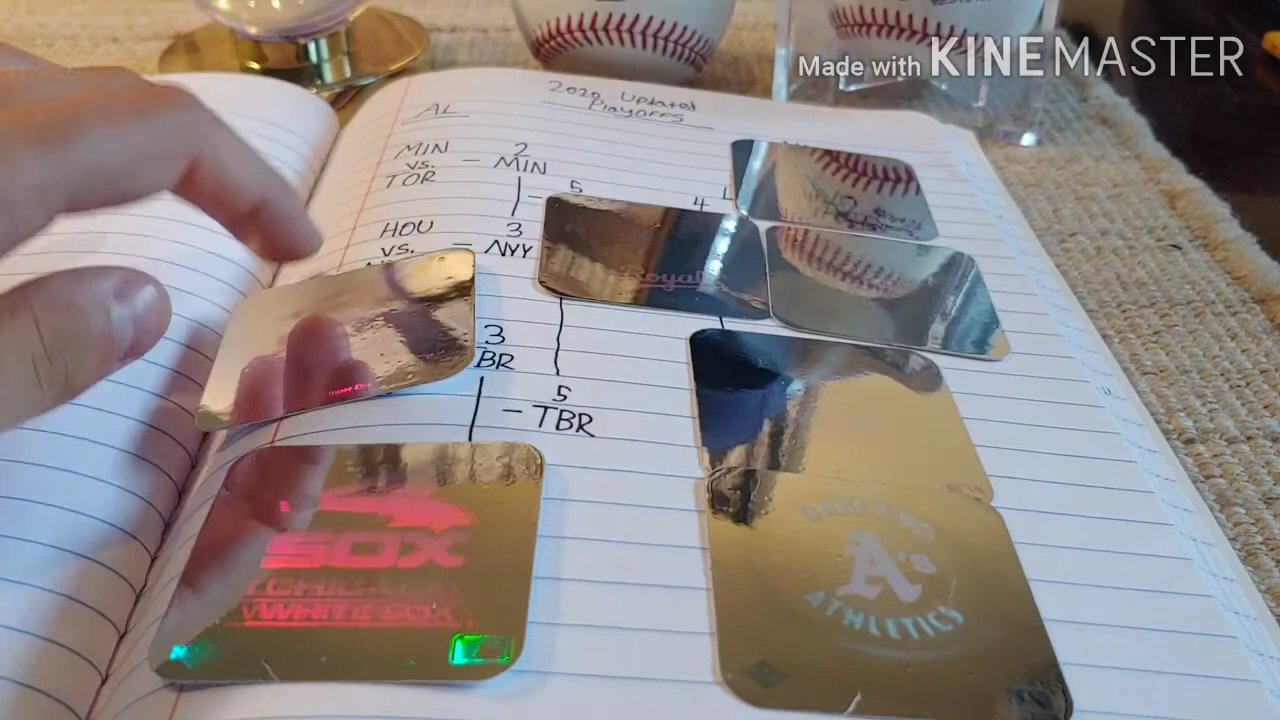 Made with KINEMASTER
2020 Updated
Playoffs
AL
MIN
vs.
TOR
2
- MIN
- 5
4
HOU
vs.
3
- NYY
Royals
3
BR
5
- TBR
SOX
CHICAGO
WHITE SOX
OAKLAND
A's
ATHLETICS